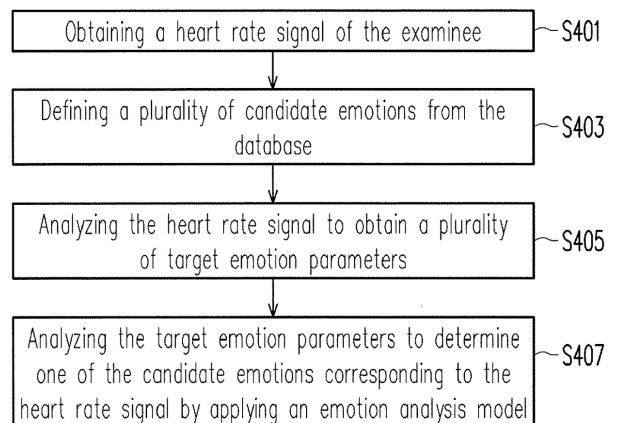 Obtaining a heart rate signal of the examinee
S401
Defining a plurality of candidate emotions from the
database
S403
Analyzing the heart rate signal to obtain a plurality
of target emotion parameters
S405
Analyzing the target emotion parameters to determine
one of the candidate emotions corresponding to the
heart rate signal by applying an emotion analysis model
S407